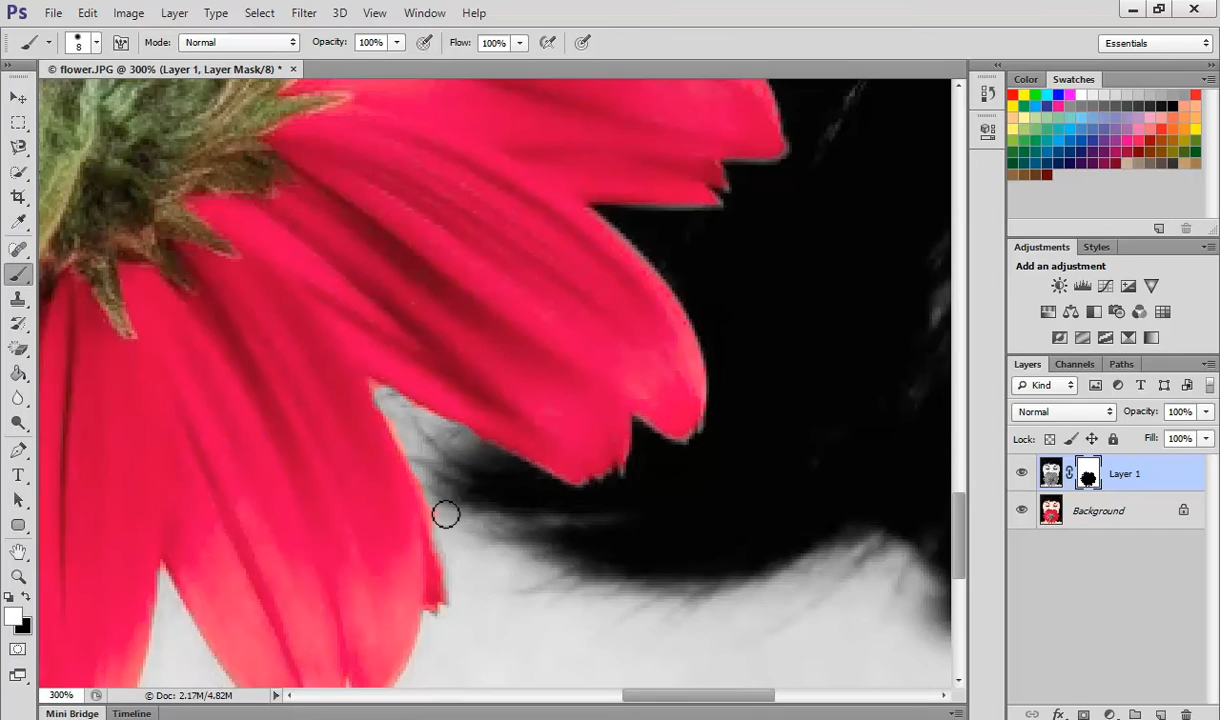 Ps File Edit Image Layer Type Select Filter 3D View Window Help
8 Mode: Normal Opacity: 100% Flow: 100% Essentials
© flower.JPG @ 300% (Layer 1, Layer Mask/8) * ×
Color Swatches
Adjustments Styles
Add an adjustment
Layers Channels Paths
Kind
Normal Opacity: 100%
Lock: Fill: 100%
Layer 1
Background
300% © Doc: 2.17M/4.82M
Mini Bridge Timeline